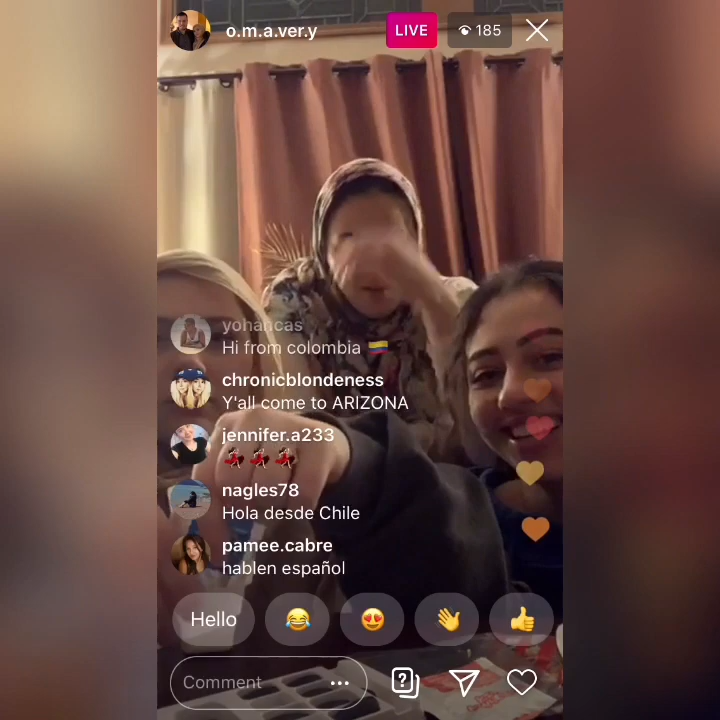 o.m.a.ver.y
LIVE
185
yohancas
Hi from colombia
chronicblondeness
Y'all come to ARIZONA
jennifer.a233
nagles78
Hola desde Chile
pamee.cabre
hablen español
Hello
Comment